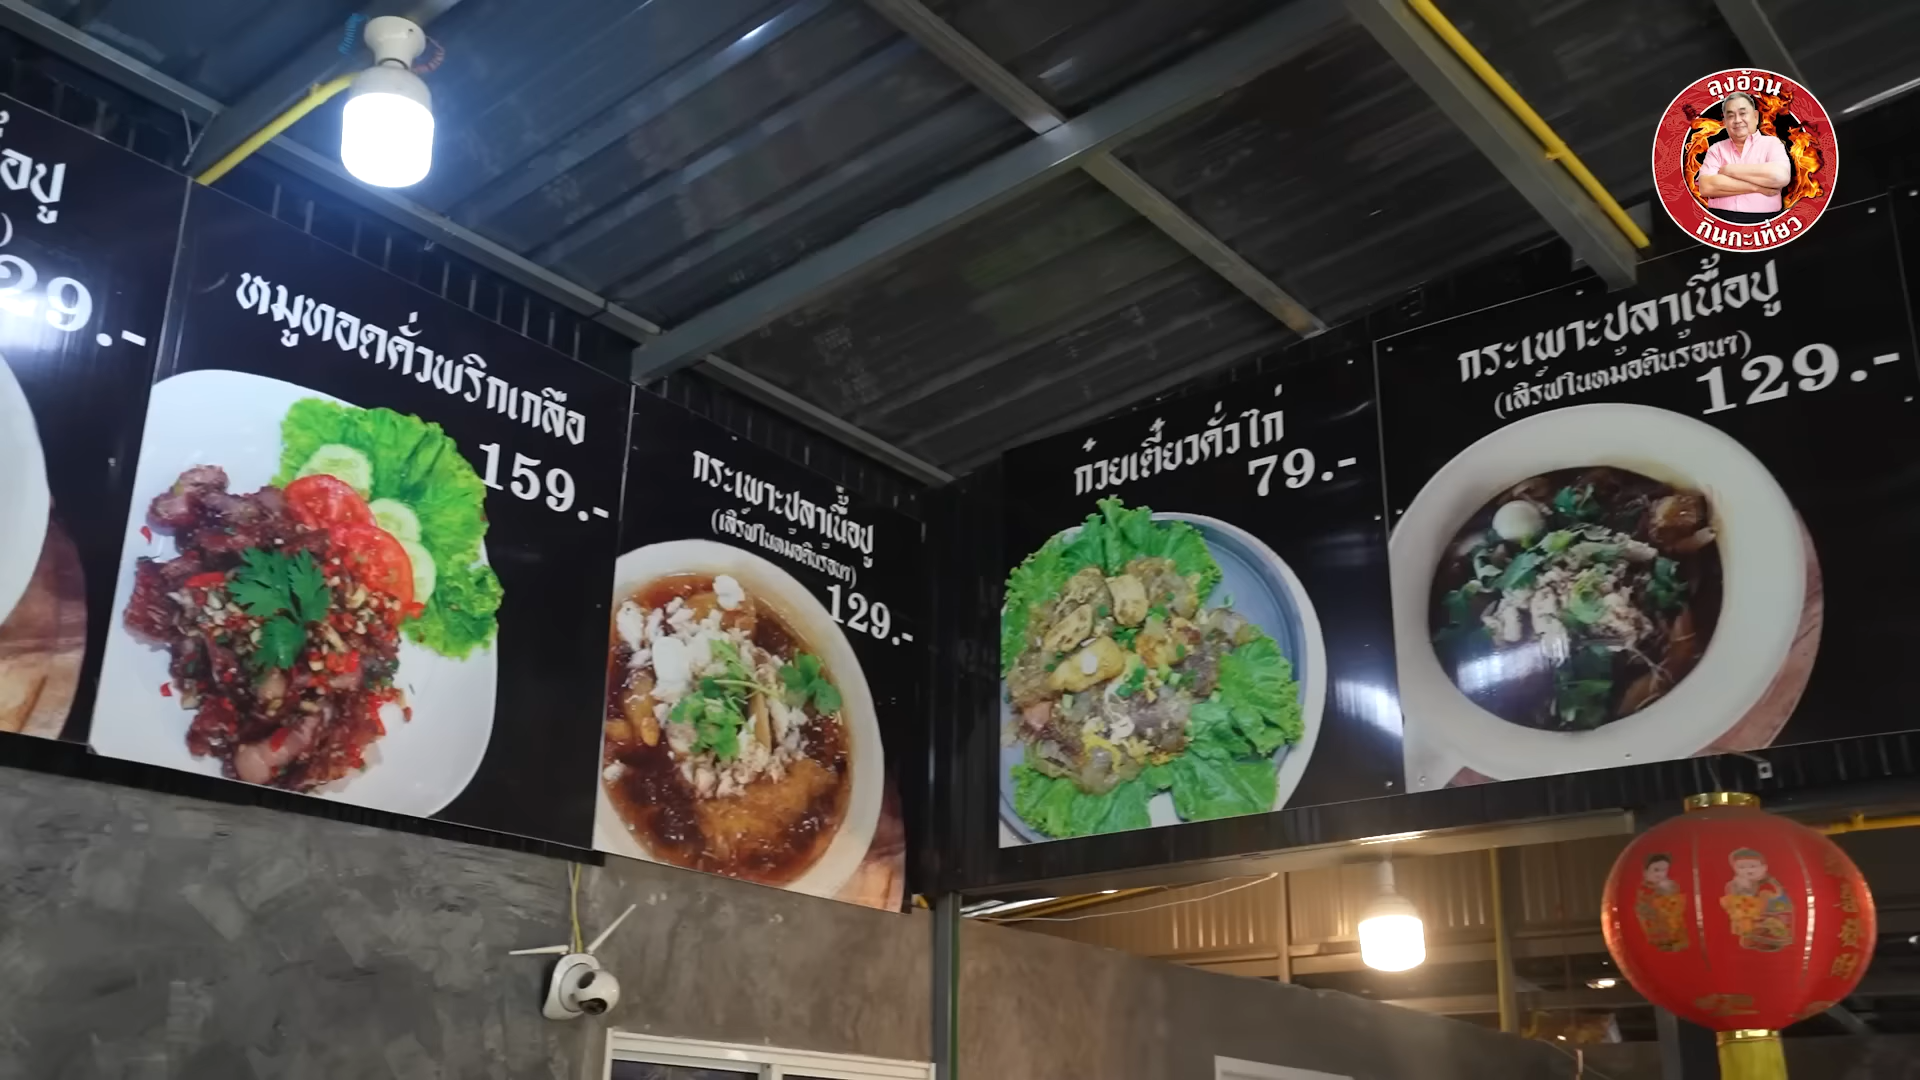 อปู
)
29.-
หมูทอดคั่วพริกเกลือ
159.-
กระเพาะปลาเนื้อปู
(เสิร์ฟในหม้อดินร้อนๆ)
129.-
ก๋วยเตี๋ยวคั่วไก่
79.-
กระเพาะปลาเนื้อปู
(เสิร์ฟในหม้อดินร้อนๆ)
129.-
ลุงอ้วน
กินกะเที่ยว